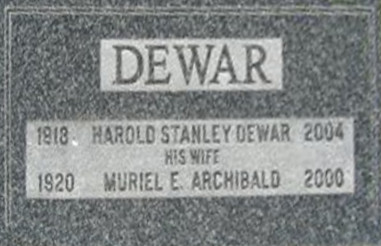 DEWAR
1918. HAROLD STANLEY DEWAR 2004
HIS WIFE
1920 MURIEL E. ARCHIBALD 2000